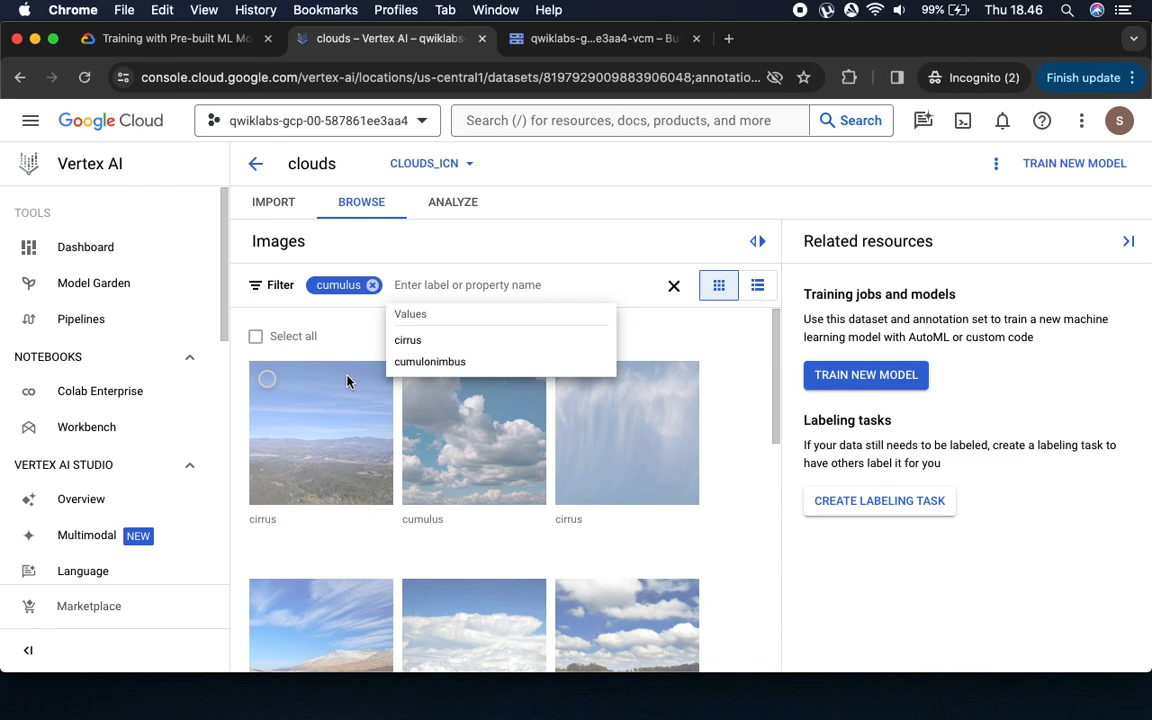 Chrome File Edit View History Bookmarks Profiles Tab Window Help 99% Thu 18.46
Training with Pre-built ML Mo clouds – Vertex AI – qwiklabs- qwiklabs-g...e3aa4-vcm – Bu
console.cloud.google.com/vertex-ai/locations/us-central1/datasets/8197929009883906048;annotatio... Incognito (2) Finish update
Google Cloud qwiklabs-gcp-00-587861ee3aa4 Search (/) for resources, docs, products, and more Search S
Vertex AI clouds CLOUDS_ICN TRAIN NEW MODEL
IMPORT BROWSE ANALYZE
TOOLS
Dashboard
Model Garden
Pipelines
NOTEBOOKS
Colab Enterprise
Workbench
VERTEX AI STUDIO
Overview
Multimodal NEW
Language
Marketplace
Images
Filter cumulus Enter label or property name
Values
cirrus
cumulonimbus
Select all
cirrus cumulus cirrus
Related resources
Training jobs and models
Use this dataset and annotation set to train a new machine
learning model with AutoML or custom code
TRAIN NEW MODEL
Labeling tasks
If your data still needs to be labeled, create a labeling task to
have others label it for you
CREATE LABELING TASK